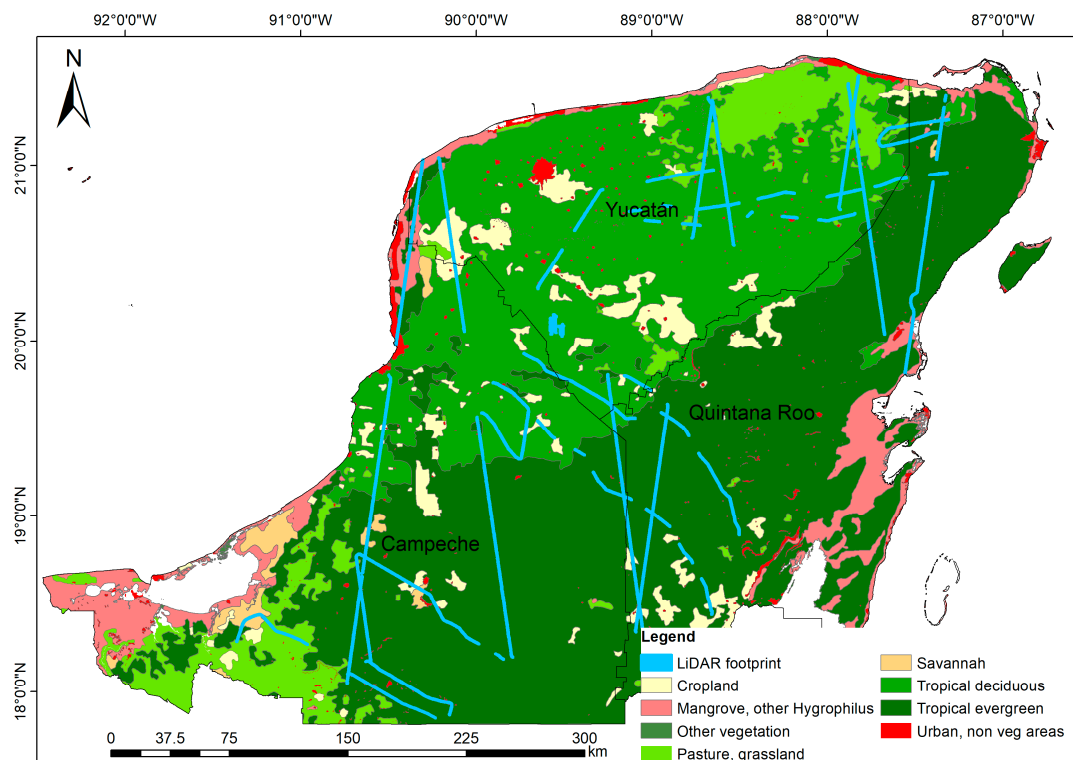 92°0'0"W 91°0'0"W 90°0'0"W 89°0'0"W 88°0'0"W 87°0'0"W
N
21°0'0"N
Yucatán
20°0'0"N
Quintana Roo
19°0'0"N
Campeche
18°0'0"N
Legend
LiDAR footprint
Cropland
Mangrove, other Hygrophilus
Other vegetation
Pasture, grassland
Savannah
Tropical deciduous
Tropical evergreen
Urban, non veg areas
0 37.5 75 150 225 300
km